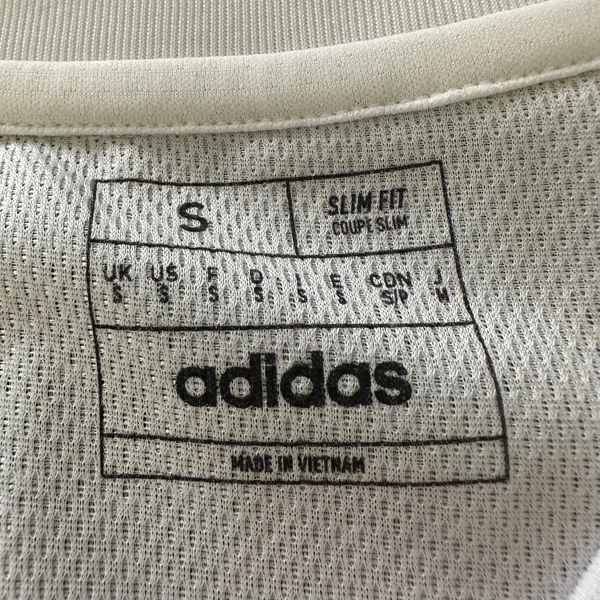 S
SLIM FIT
COUPE SLIM
UK US F D I E CDN J
S S S S S S S/P M
adidas
MADE IN VIETNAM